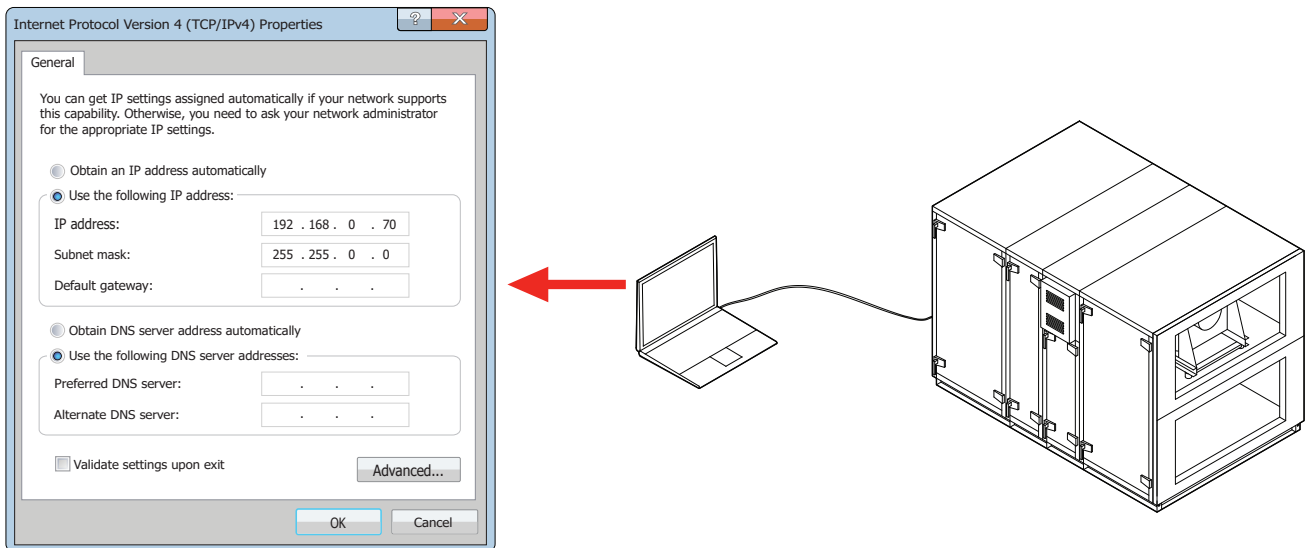 Internet Protocol Version 4 (TCP/IPv4) Properties
?
X
General
You can get IP settings assigned automatically if your network supports
this capability. Otherwise, you need to ask your network administrator
for the appropriate IP settings.
Obtain an IP address automatically
Use the following IP address:
IP address: 192 . 168 . 0 . 70
Subnet mask: 255 . 255 . 0 . 0
Default gateway: . . .
Obtain DNS server address automatically
Use the following DNS server addresses:
Preferred DNS server: . . .
Alternate DNS server: . . .
Validate settings upon exit
Advanced...
OK Cancel